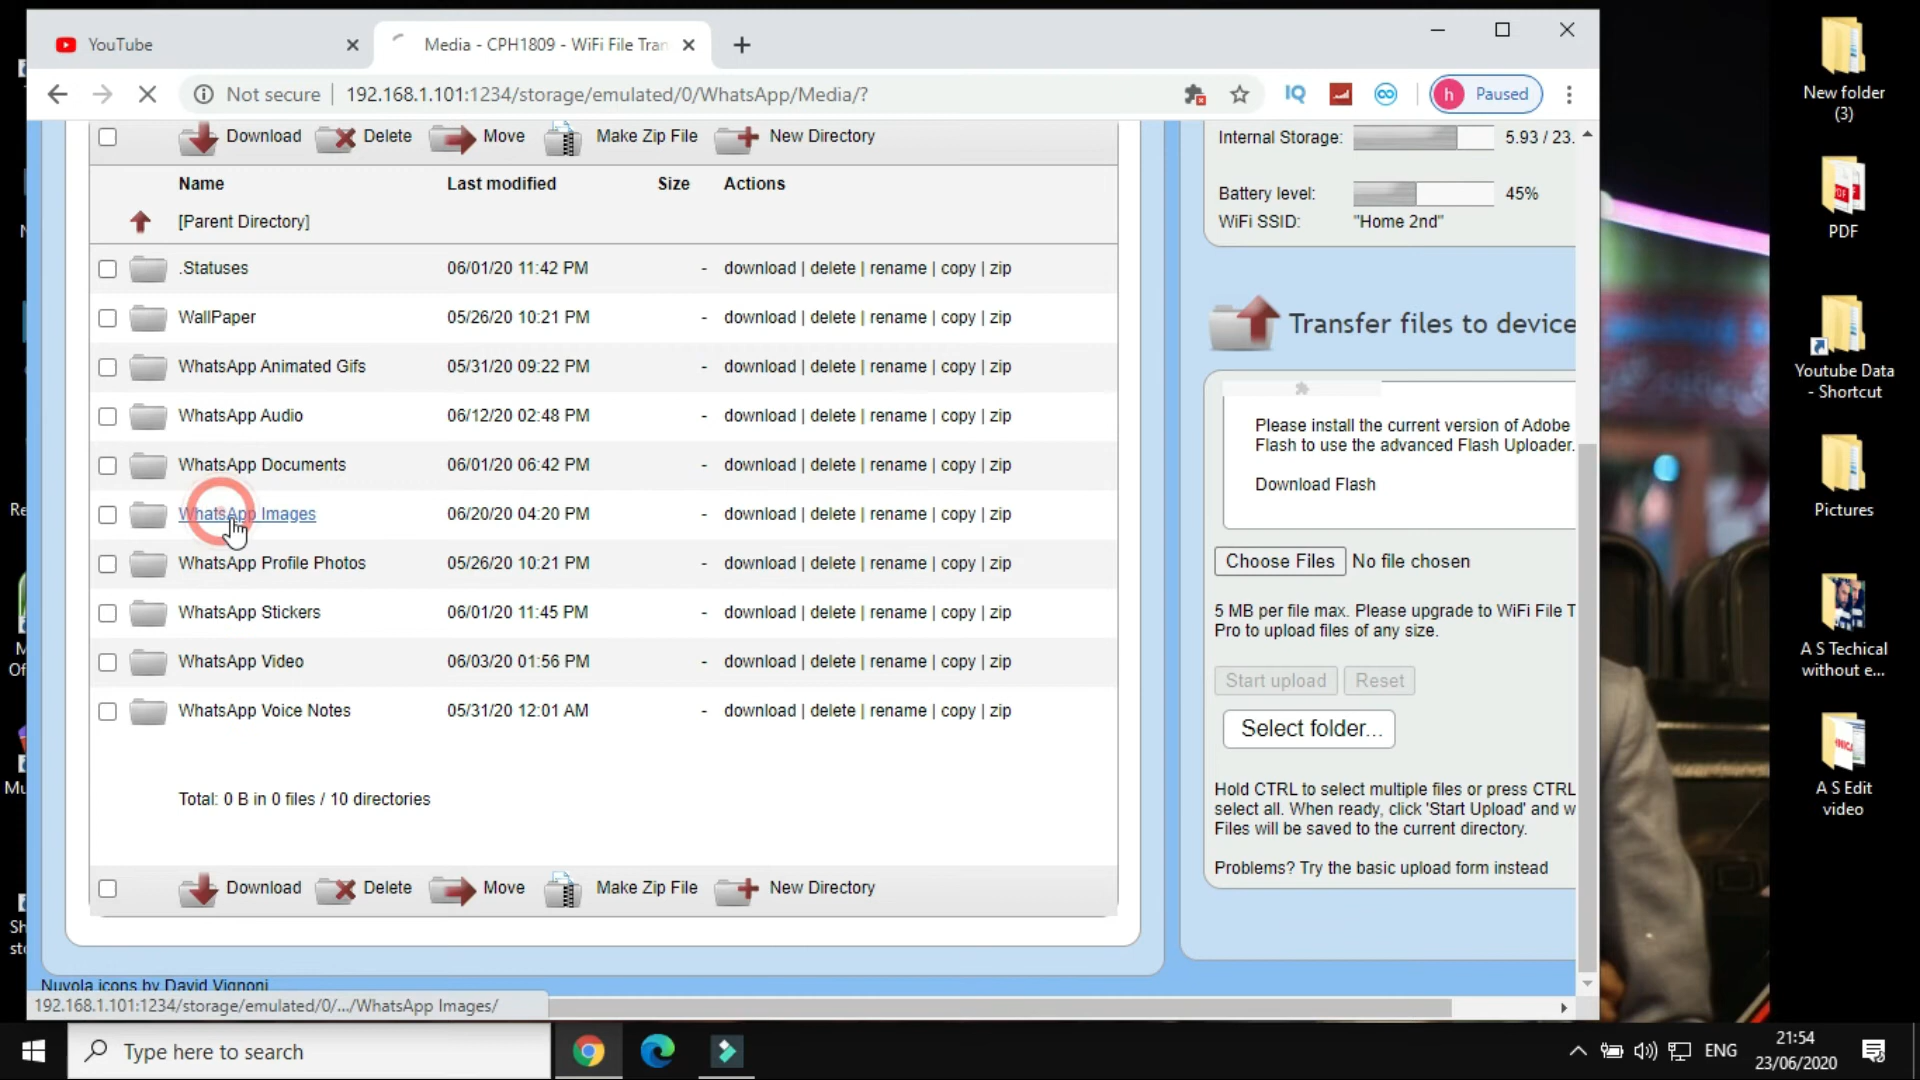 YouTube
Media - CPH1809 - WiFi File Tran
Not secure
192.168.1.101:1234/storage/emulated/0/WhatsApp/Media/?
IQ
h Paused
Download Delete Move Make Zip File New Directory
Name Last modified Size Actions
[Parent Directory]
.Statuses 06/01/20 11:42 PM - download | delete | rename | copy | zip
WallPaper 05/26/20 10:21 PM - download | delete | rename | copy | zip
WhatsApp Animated Gifs 05/31/20 09:22 PM - download | delete | rename | copy | zip
WhatsApp Audio 06/12/20 02:48 PM - download | delete | rename | copy | zip
WhatsApp Documents 06/01/20 06:42 PM - download | delete | rename | copy | zip
WhatsApp Images 06/20/20 04:20 PM - download | delete | rename | copy | zip
WhatsApp Profile Photos 05/26/20 10:21 PM - download | delete | rename | copy | zip
WhatsApp Stickers 06/01/20 11:45 PM - download | delete | rename | copy | zip
WhatsApp Video 06/03/20 01:56 PM - download | delete | rename | copy | zip
WhatsApp Voice Notes 05/31/20 12:01 AM - download | delete | rename | copy | zip
Total: 0 B in 0 files / 10 directories
Download Delete Move Make Zip File New Directory
Nuvola icons by David Vignoni
192.168.1.101:1234/storage/emulated/0/.../WhatsApp Images/
Internal Storage: 5.93 / 23.
Battery level: 45%
WiFi SSID: "Home 2nd"
Transfer files to device
Please install the current version of Adobe
Flash to use the advanced Flash Uploader.
Download Flash
Choose Files No file chosen
5 MB per file max. Please upgrade to WiFi File T
Pro to upload files of any size.
Start upload Reset
Select folder...
Hold CTRL to select multiple files or press CTRL
select all. When ready, click 'Start Upload' and w
Files will be saved to the current directory.
Problems? Try the basic upload form instead
New folder
(3)
PDF
Youtube Data
- Shortcut
Pictures
A S Techical
without e...
A S Edit
video
Type here to search
ENG
21:54
23/06/2020